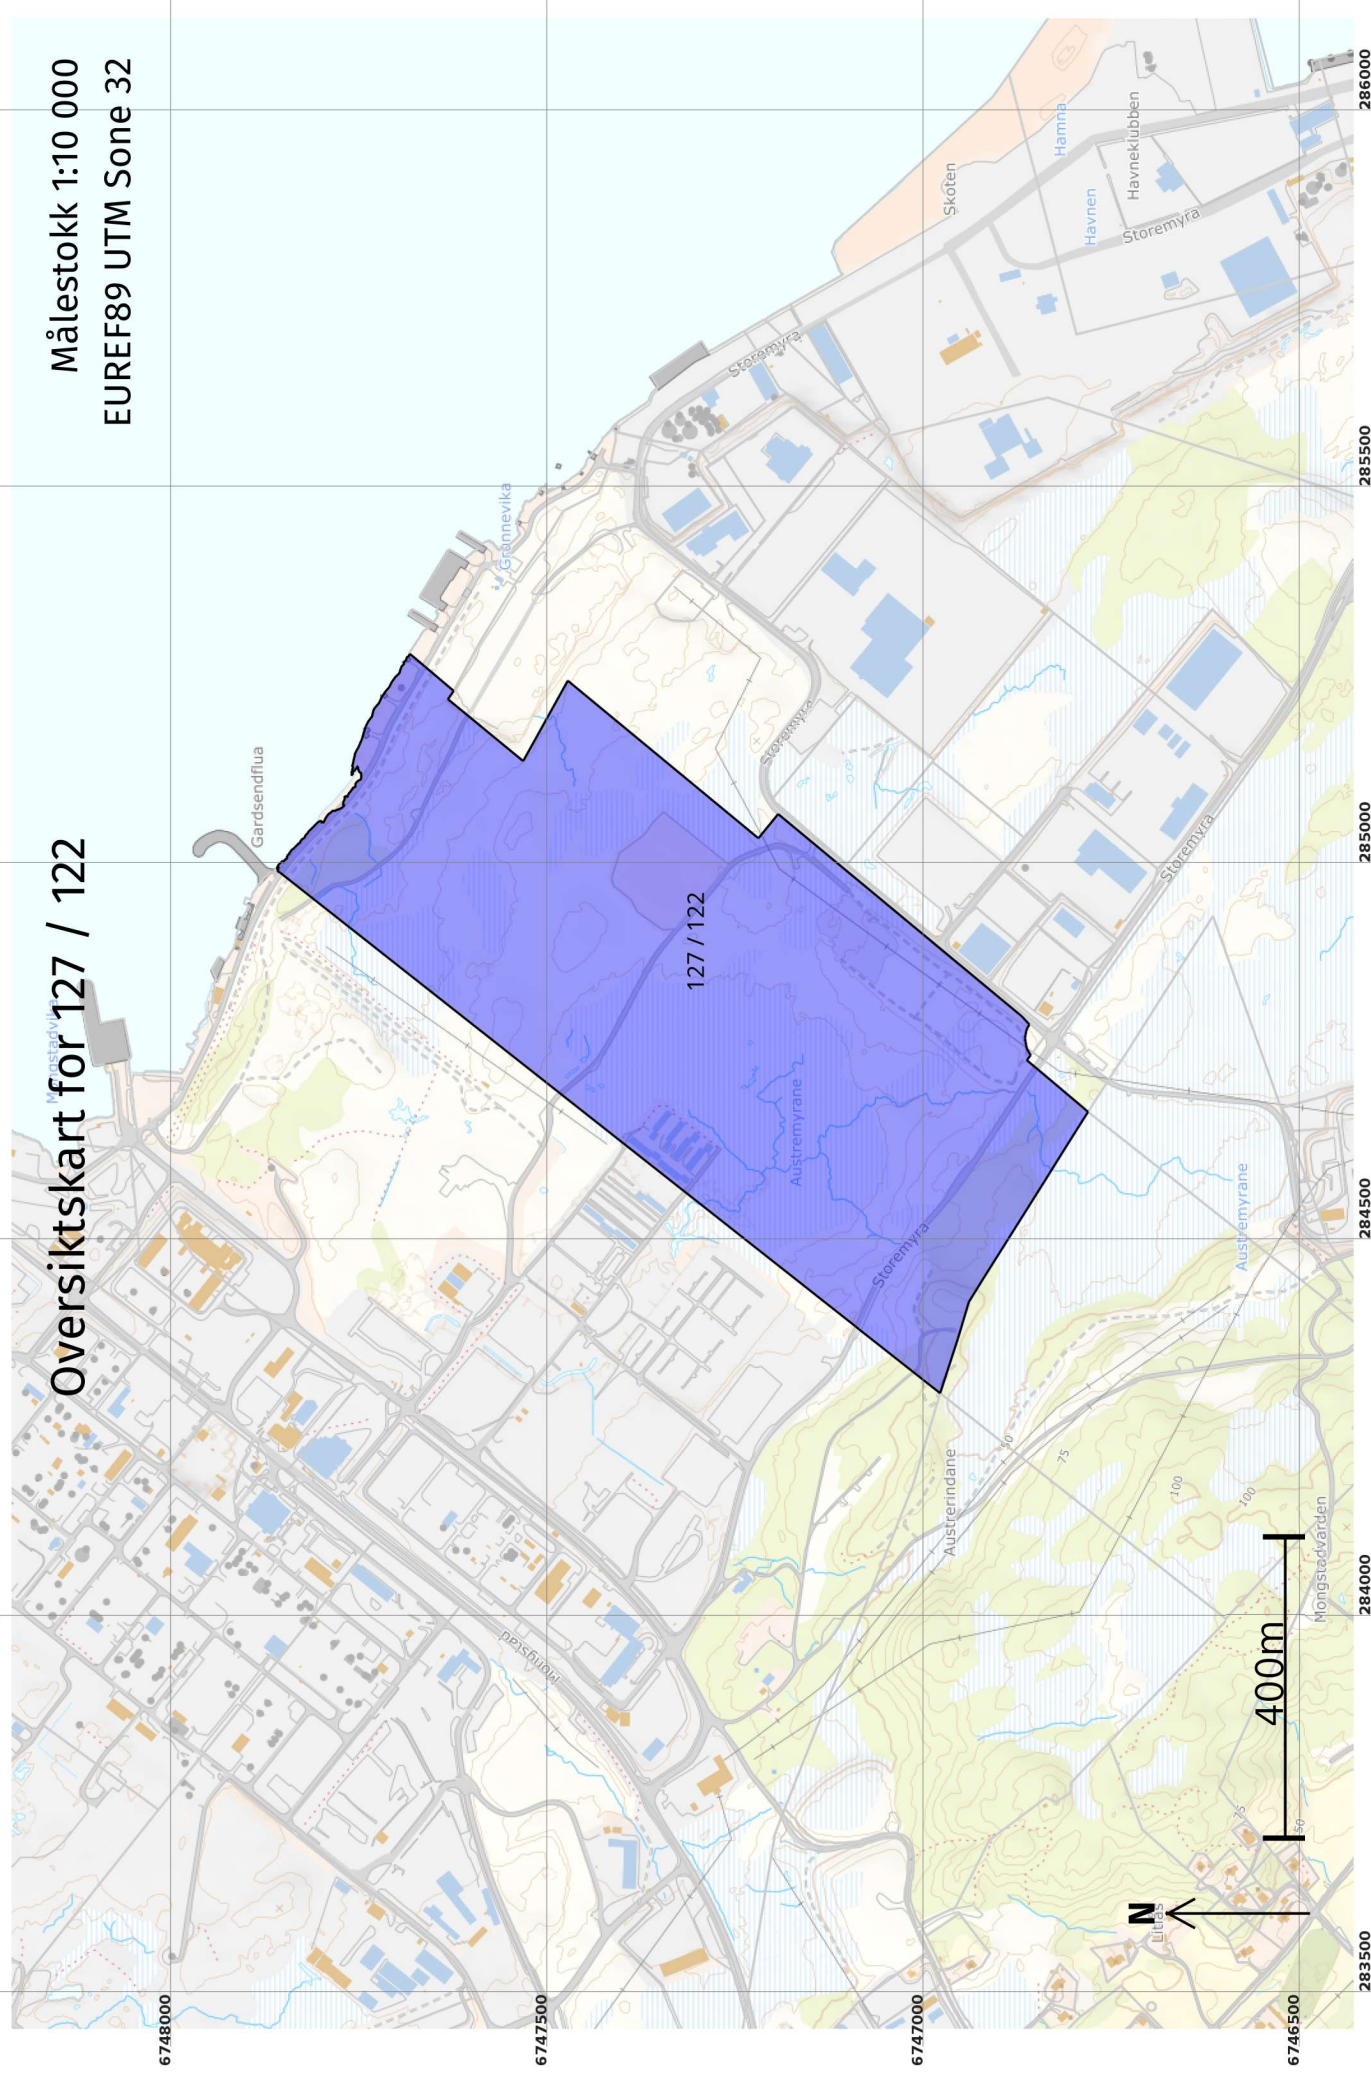 Oversiktskart for 127 / 122
Målestokk 1:10 000
EUREF89 UTM Sone 32
Mongstadvika
Gardsendflua
Grønnevika
Storemyra
Skoten
Hamna
Havnen
Havneklubben
Storemyra
Storemyra
Storemyra
127 / 122
Austremyrane
Storemyra
Austremyrane
Mongstad
Austrerindane
50
75
100
100
Mongstadvarden
75
50
Litlås
N
400m
6748000
6747500
6747000
6746500
283500
284000
284500
285000
285500
286000